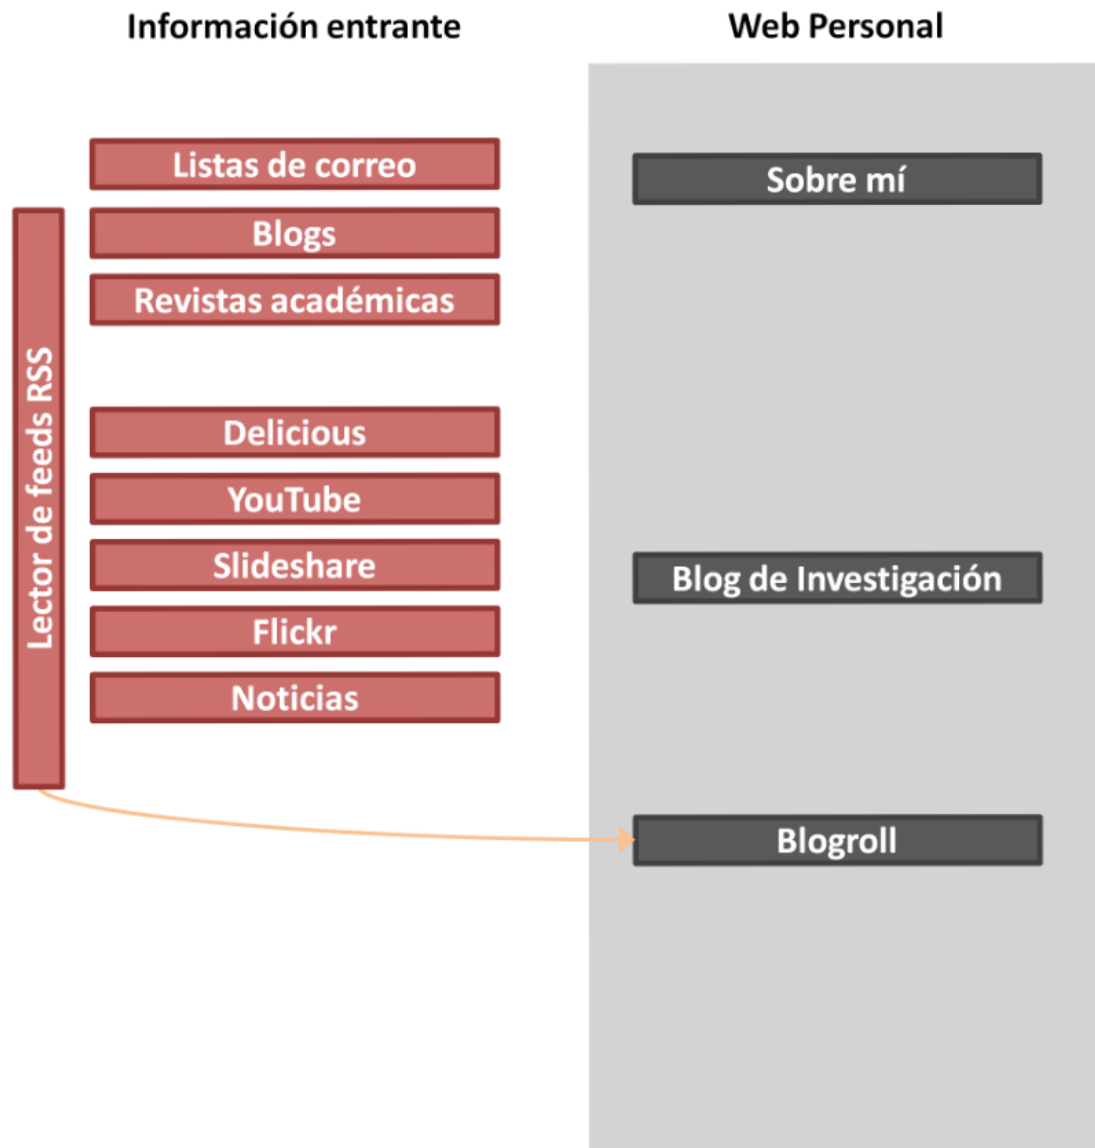 Información entrante
Web Personal
Listas de correo
Blogs
Revistas académicas
Lector de feeds RSS
Delicious
YouTube
Slideshare
Flickr
Noticias
Sobre mí
Blog de Investigación
Blogroll